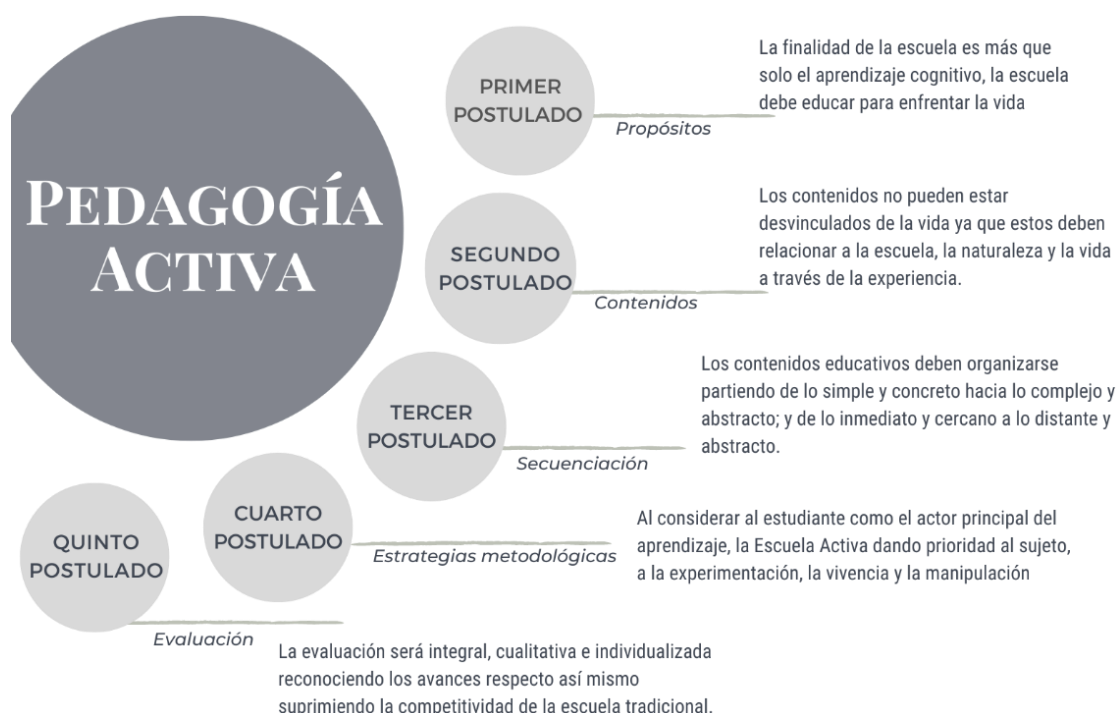 PEDAGOGÍA
ACTIVA
PRIMER
POSTULADO
Propósitos
La finalidad de la escuela es más que
solo el aprendizaje cognitivo, la escuela
debe educar para enfrentar la vida
SEGUNDO
POSTULADO
Contenidos
Los contenidos no pueden estar
desvinculados de la vida ya que estos deben
relacionar a la escuela, la naturaleza y la vida
a través de la experiencia.
TERCER
POSTULADO
Secuenciación
Los contenidos educativos deben organizarse
partiendo de lo simple y concreto hacia lo complejo y
abstracto; y de lo inmediato y cercano a lo distante y
abstracto.
CUARTO
POSTULADO
Estrategias metodológicas
Al considerar al estudiante como el actor principal del
aprendizaje, la Escuela Activa dando prioridad al sujeto,
a la experimentación, la vivencia y la manipulación
QUINTO
POSTULADO
Evaluación
La evaluación será integral, cualitativa e individualizada
reconociendo los avances respecto así mismo
suprimiendo la competitividad de la escuela tradicional.